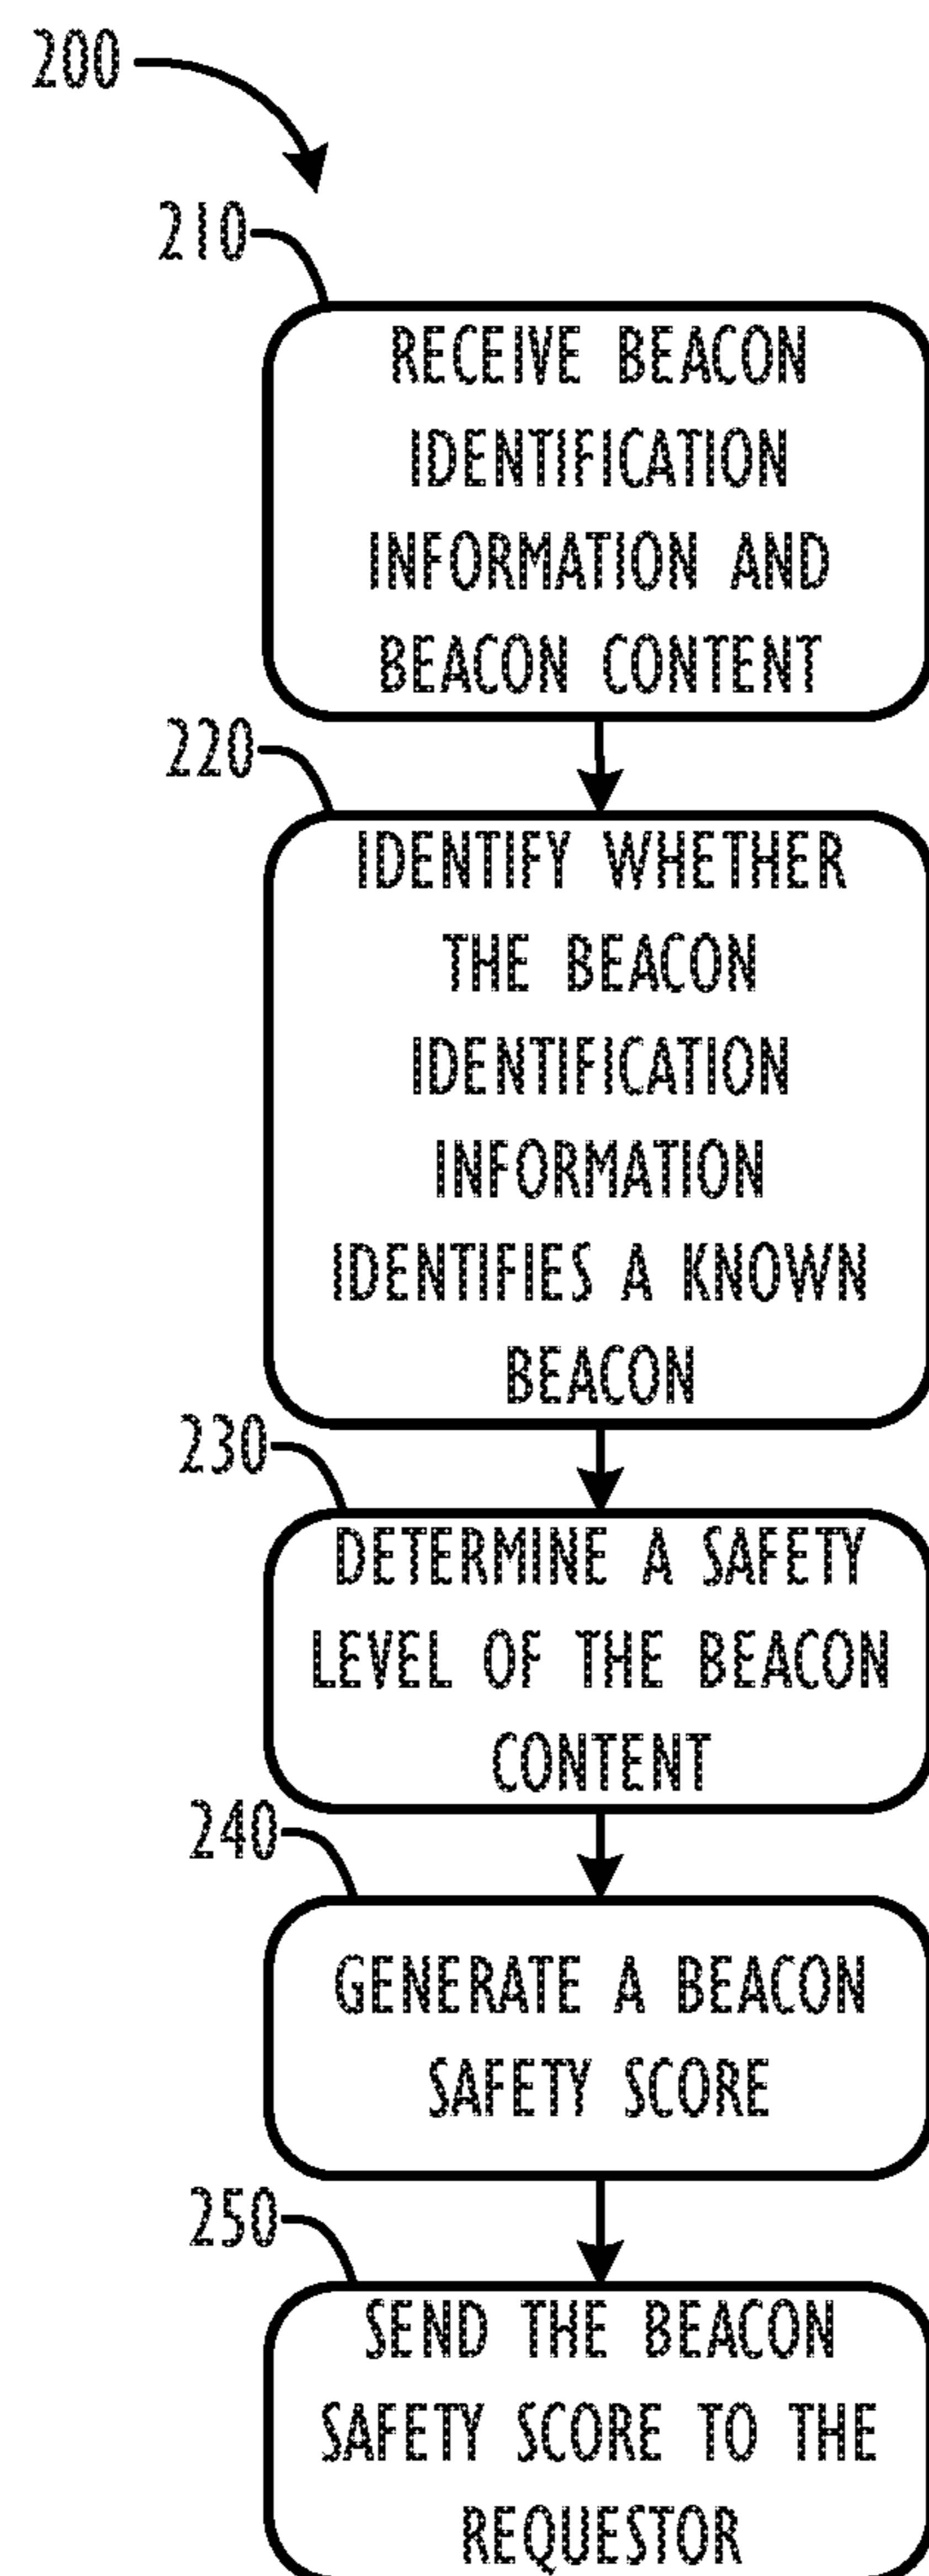 200
210
RECEIVE BEACON
IDENTIFICATION
INFORMATION AND
BEACON CONTENT
220
IDENTIFY WHETHER
THE BEACON
IDENTIFICATION
INFORMATION
IDENTIFIES A KNOWN
BEACON
230
DETERMINE A SAFETY
LEVEL OF THE BEACON
CONTENT
240
GENERATE A BEACON
SAFETY SCORE
250
SEND THE BEACON
SAFETY SCORE TO THE
REQUESTOR